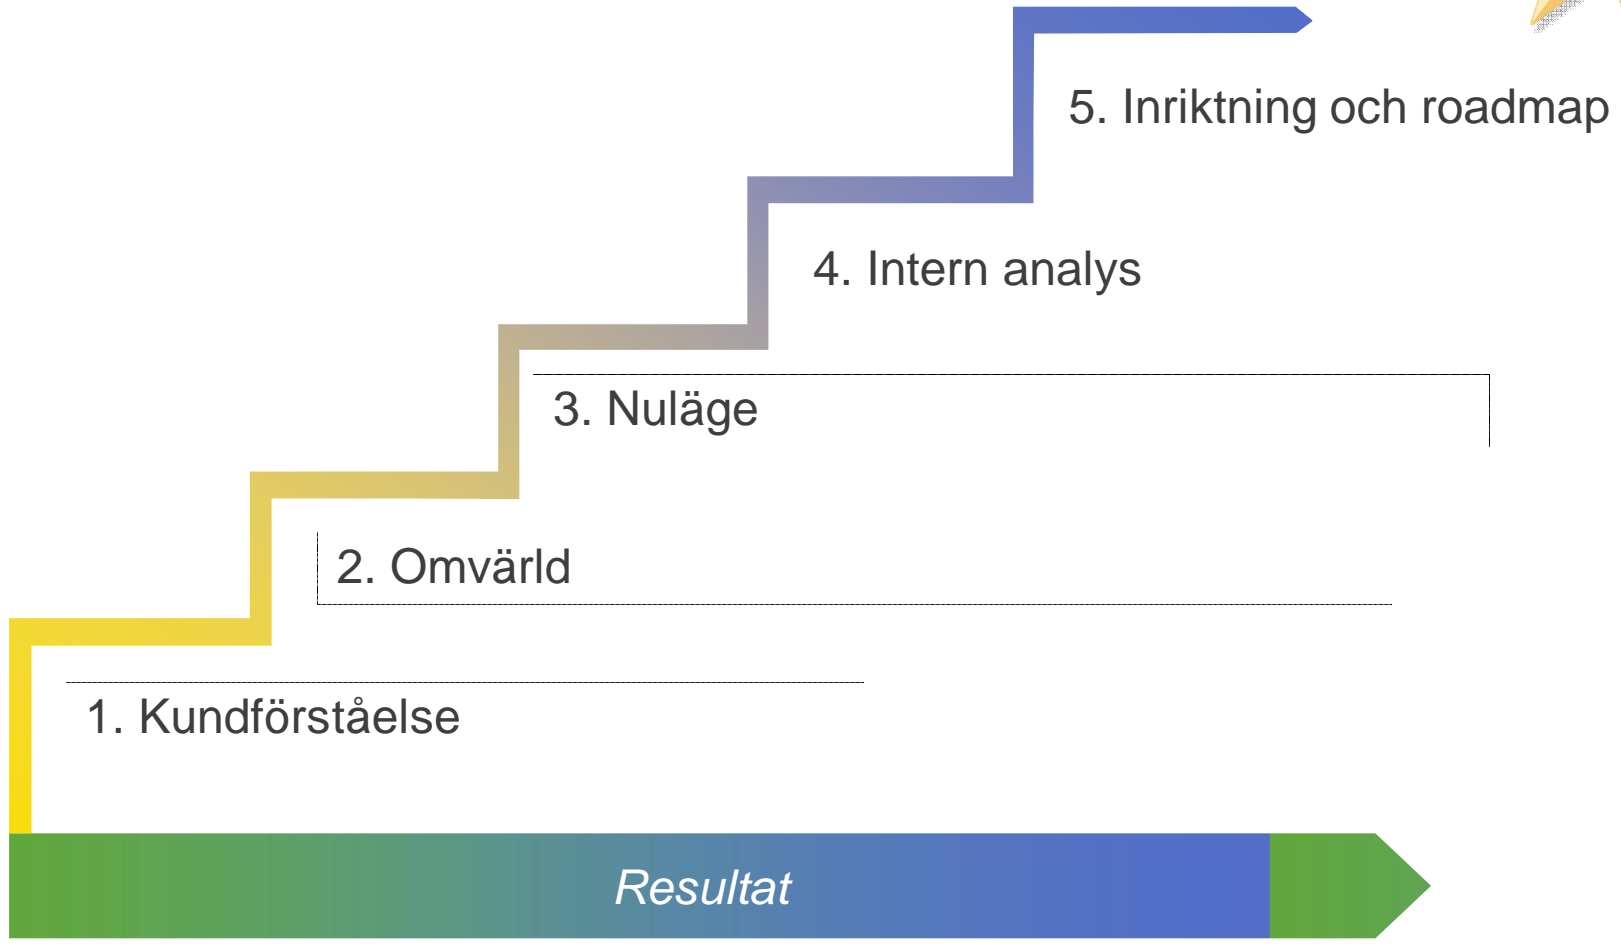 5. Inriktning och roadmap
4. Intern analys
3. Nuläge
2. Omvärld
1. Kundförståelse
Resultat